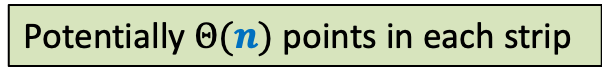 Potentially Θ(n) points in each strip